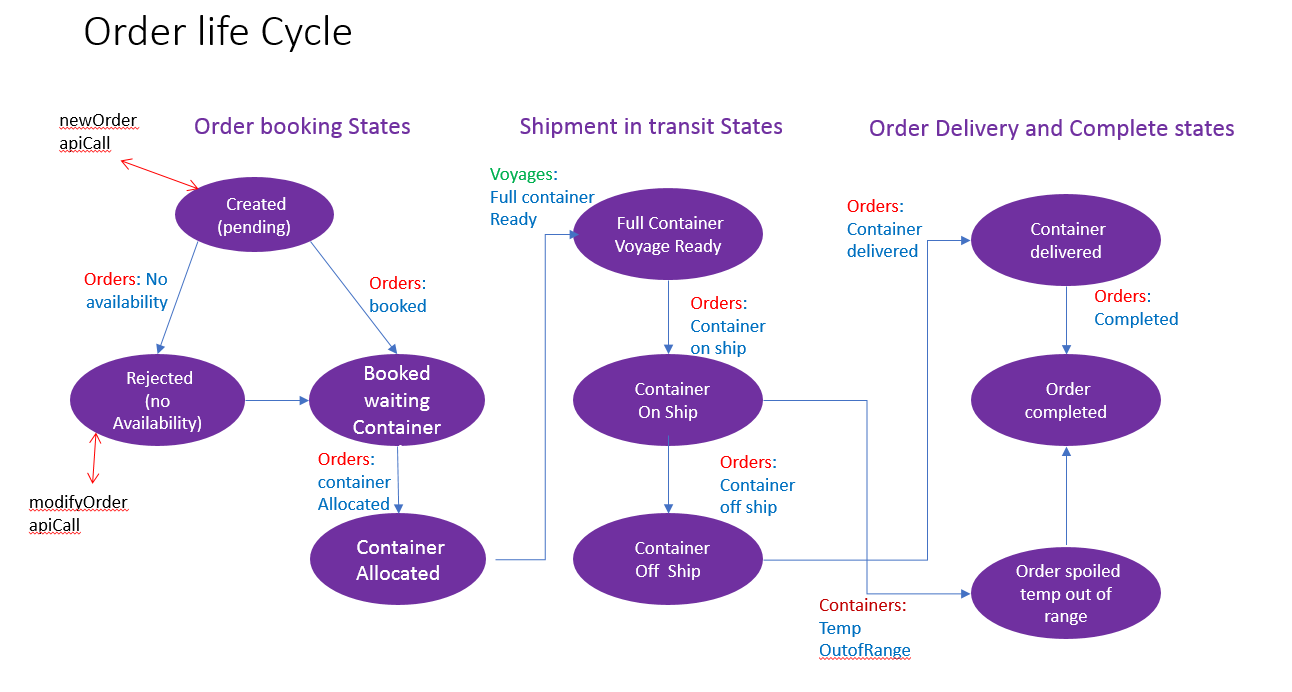 Order life Cycle
newOrder
apiCall
Order booking States
Shipment in transit States
Order Delivery and Complete states
Created
(pending)
Orders: No
availability
Orders:
booked
Rejected
(no
Availability)
Booked
waiting
Container
modifyOrder
apiCall
Orders:
container
Allocated
Container
Allocated
Voyages:
Full container
Ready
Full Container
Voyage Ready
Orders:
Container
on ship
Container
On Ship
Orders:
Container
off ship
Container
Off Ship
Orders:
Container
delivered
Container
delivered
Orders:
Completed
Order
completed
Containers:
Temp
OutofRange
Order spoiled
temp out of
range